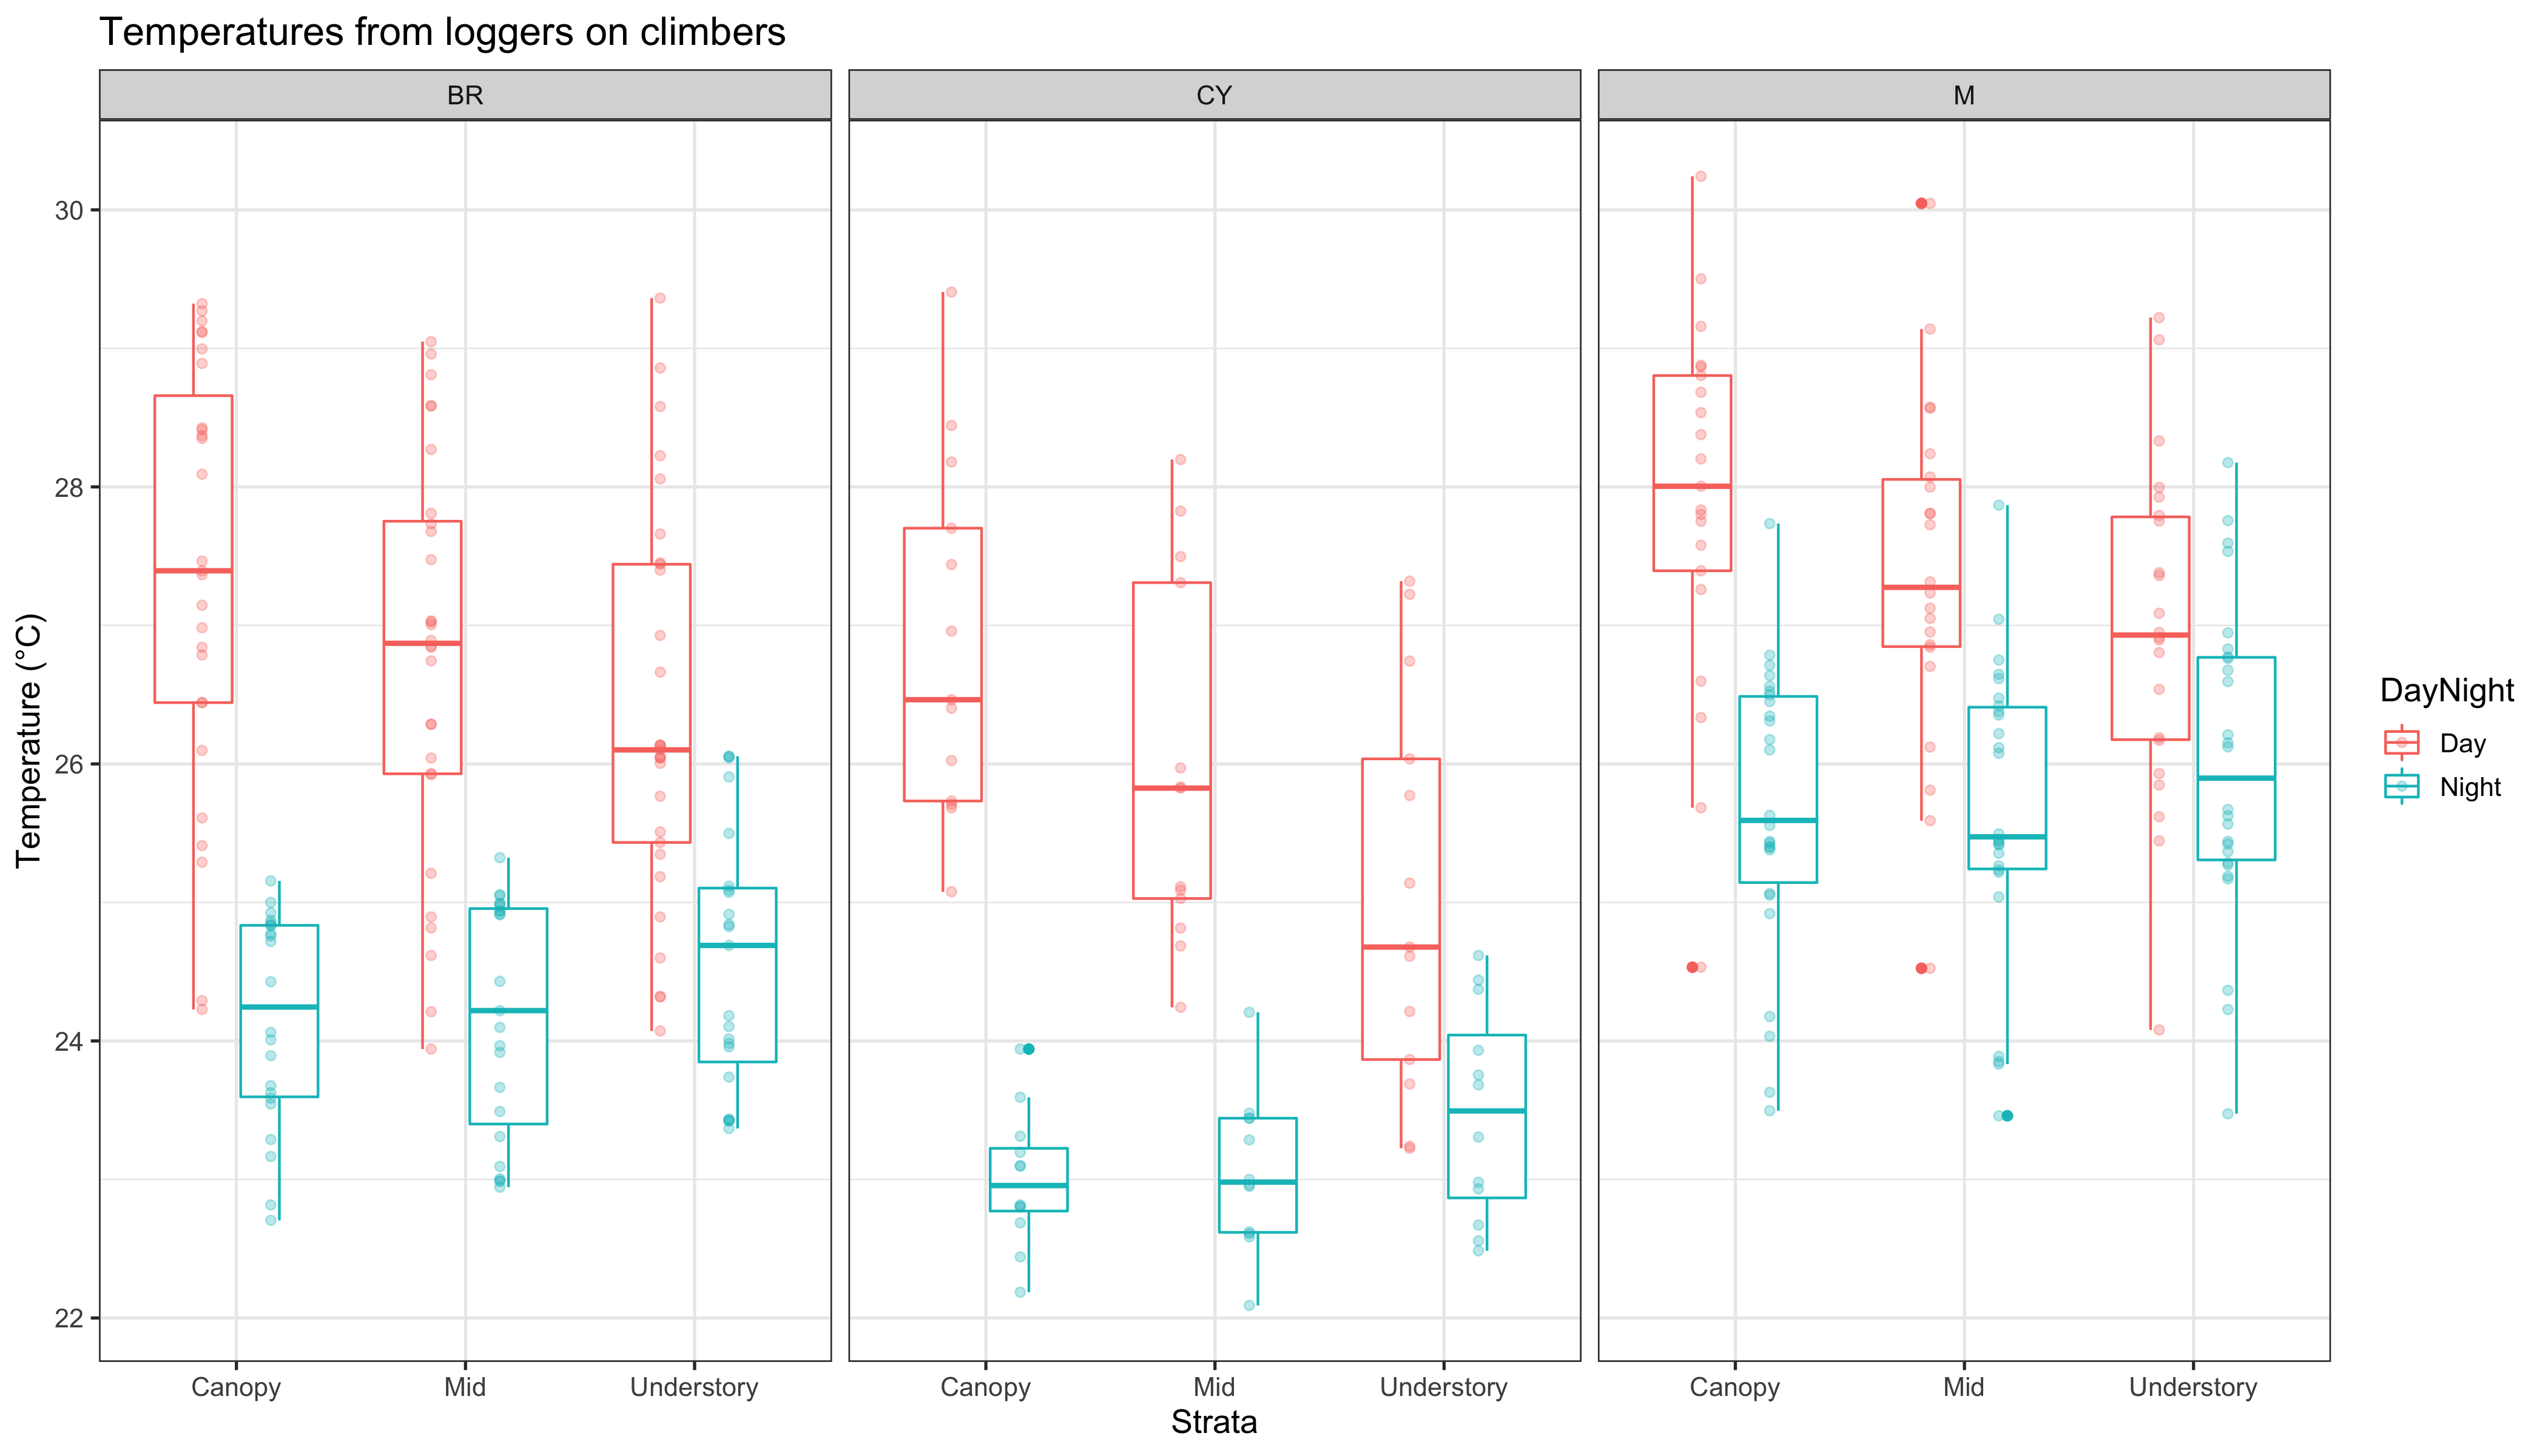 Temperatures from loggers on climbers
BR
CY
M
30
28
26
24
22
Temperature (°C)
Canopy
Mid
Understory
Canopy
Mid
Understory
Canopy
Mid
Understory
Strata
DayNight
Day
Night